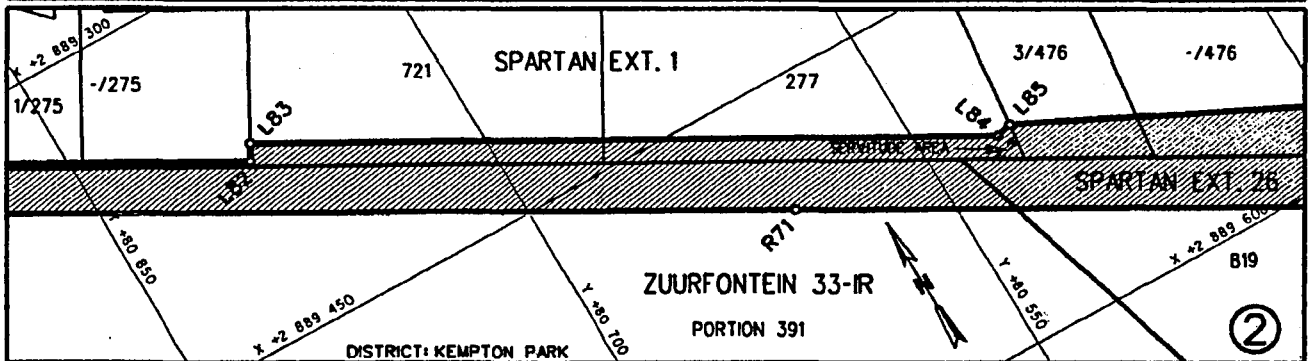 X +2 889 300
1/275
-/275
721
SPARTAN EXT. 1
277
3/476
-/476
L83
L84
L85
SERVITUDE AREA
L82
SPARTAN EXT. 26
R71
Y +80 850
X +2 889 450
Y +80 700
ZUURFONTEIN 33-IR
N
Y +80 550
X +2 889 600
819
PORTION 391
DISTRICT: KEMPTON PARK
2